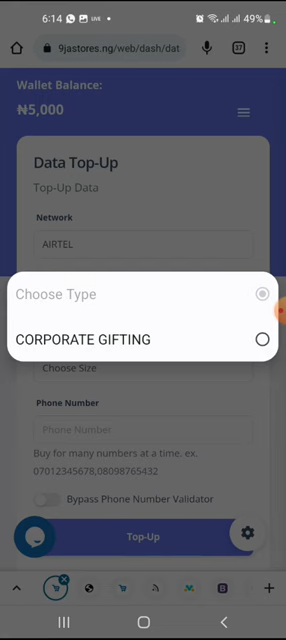 6:14
LIVE
49%
9jastores.ng/web/dash/dat
37
Wallet Balance:
₦5,000
Data Top-Up
Top-Up Data
Network
AIRTEL
Choose Type
CORPORATE GIFTING
Choose Size
Phone Number
Phone Number
Buy for many numbers at a time. ex.
07012345678,08098765432
Bypass Phone Number Validator
Top-Up